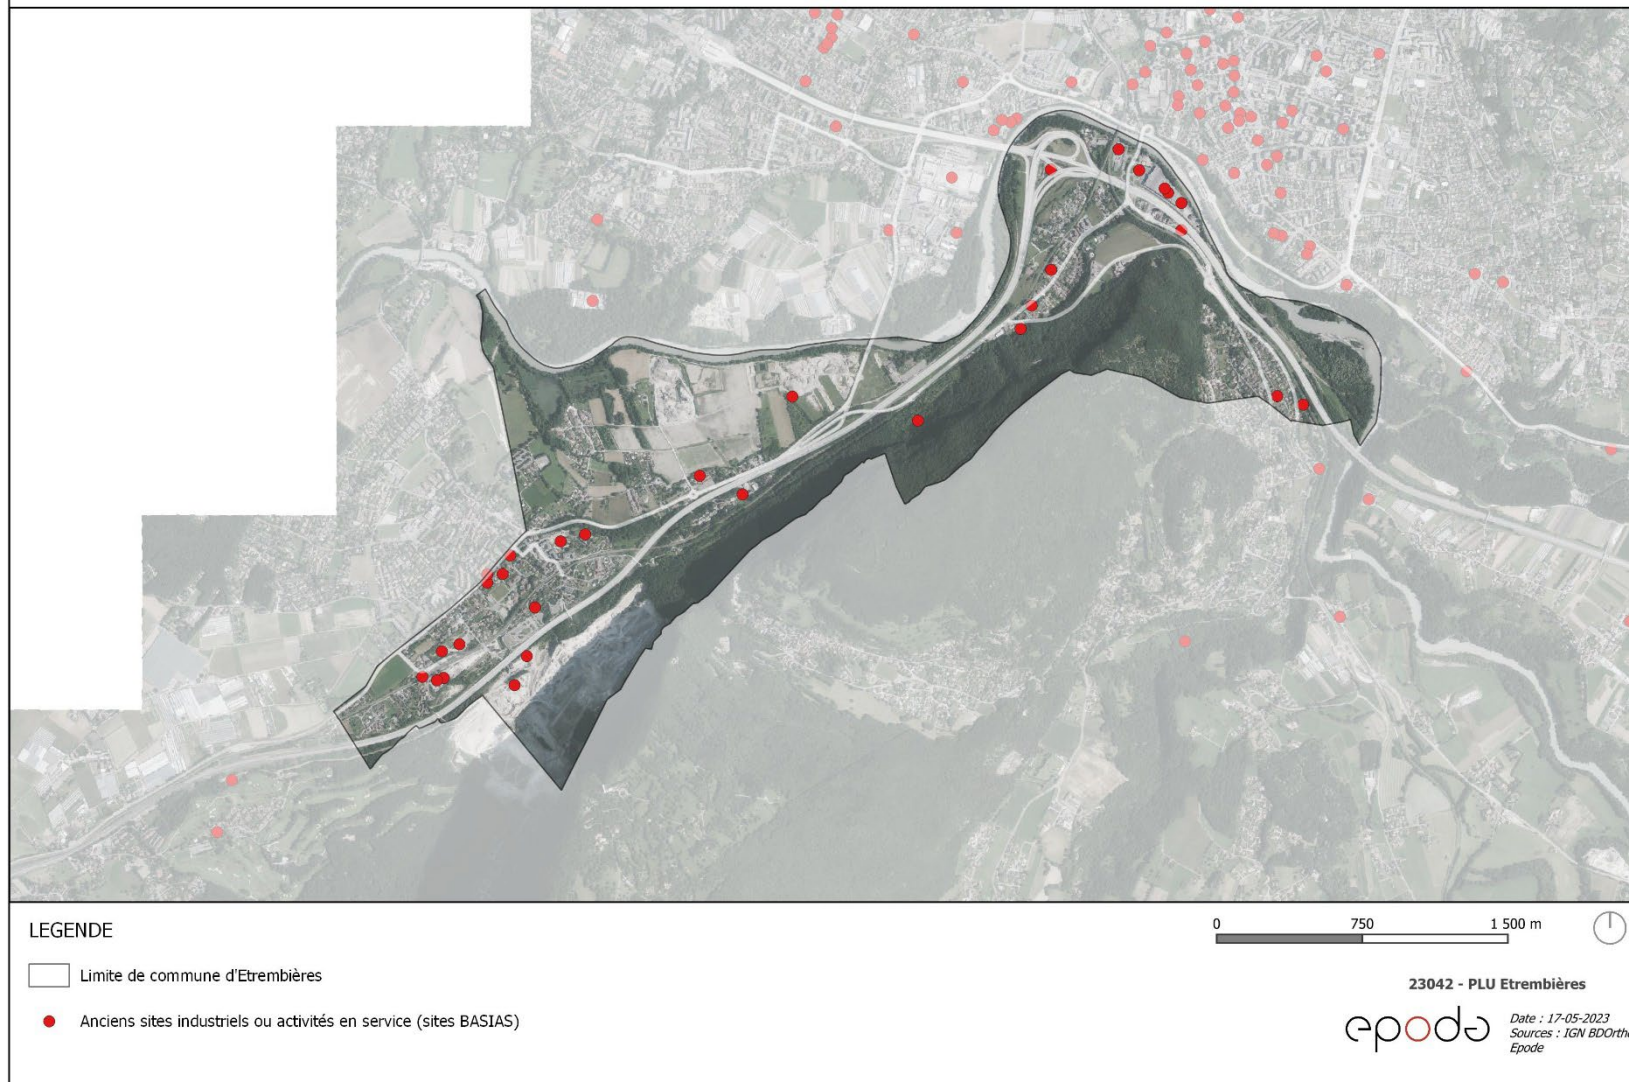 LEGENDE
Limite de commune d'Etrembières
Anciens sites industriels ou activités en service (sites BASIAS)
0 750 1 500 m
23042 - PLU Etrembières
epode
Date : 17-05-2023
Sources : IGN BDOrtho
Epode